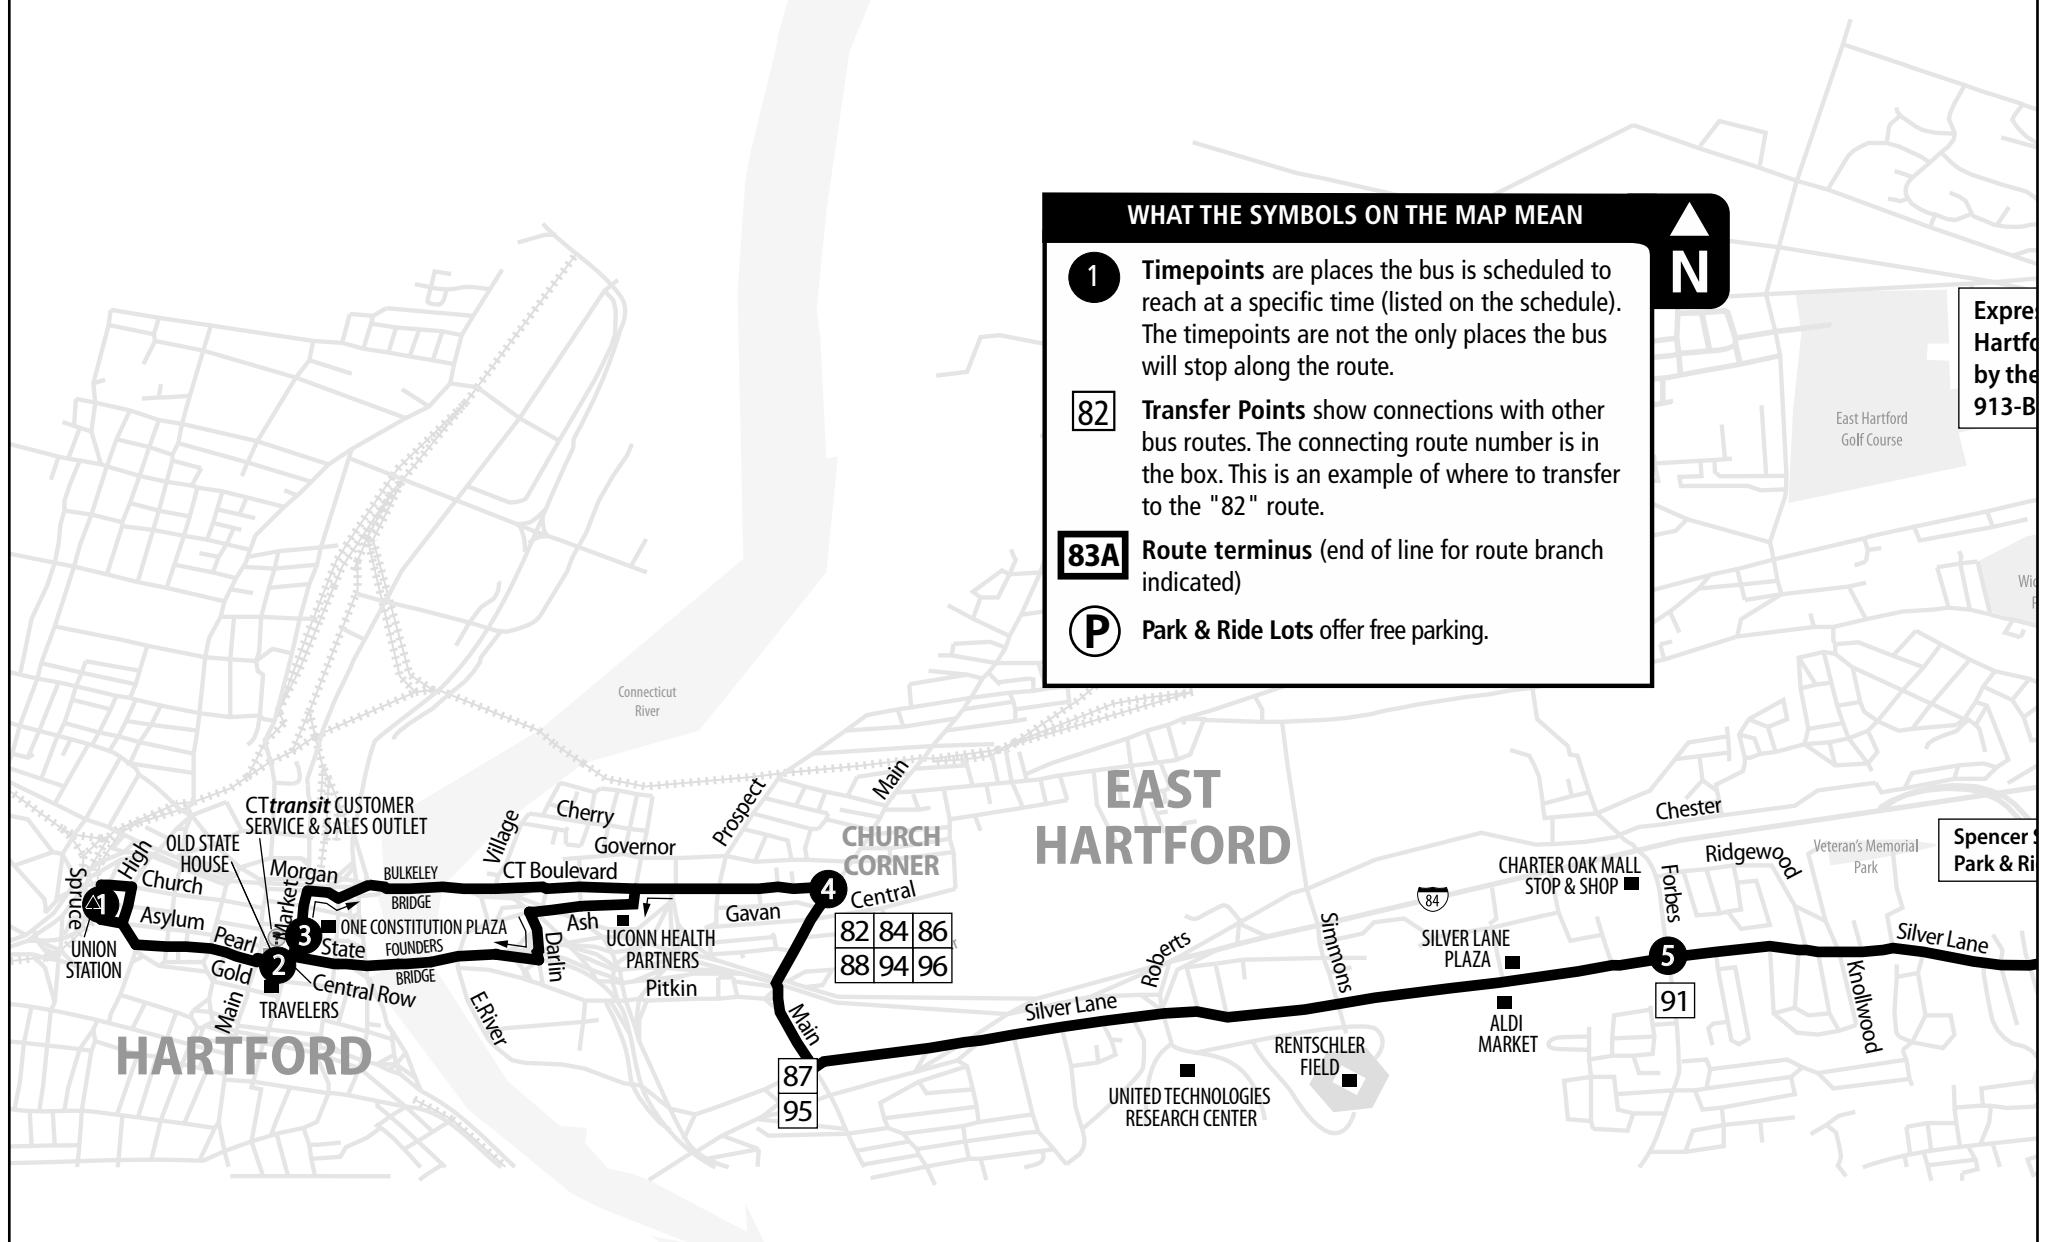 WHAT THE SYMBOLS ON THE MAP MEAN
N
1
Timepoints are places the bus is scheduled to
reach at a specific time (listed on the schedule).
The timepoints are not the only places the bus
will stop along the route.
82
Transfer Points show connections with other
bus routes. The connecting route number is in
the box. This is an example of where to transfer
to the "82" route.
83A
Route terminus (end of line for route branch
indicated)
P
Park & Ride Lots offer free parking.
Hartfo
by the
913-B
East Hartford
Golf Course
Connecticut
River
EAST
HARTFORD
CHURCH
CORNER
HARTFORD
CTtransit CUSTOMER
SERVICE & SALES OUTLET
OLD STATE
HOUSE
High
Church
Spruce
Asylum
Pearl
Gold
Main
Morgan
Market
1
2
3
UNION
STATION
TRAVELERS
ONE CONSTITUTION PLAZA
State
Central Row
BULKELEY
BRIDGE
FOUNDERS
BRIDGE
Village
Cherry
Governor
CT Boulevard
Prospect
Main
Ash
Darlin
E.River
UCONN HEALTH
PARTNERS
Pitkin
Gavan
4
Central
82 84 86
88 94 96
Main
87
95
Silver Lane
Roberts
Simmons
UNITED TECHNOLOGIES
RESEARCH CENTER
RENTSCHLER
FIELD
84
SILVER LANE
PLAZA
ALDI
MARKET
CHARTER OAK MALL
STOP & SHOP
Chester
Forbes
Ridgewood
5
91
Knollwood
Silver Lane
Veteran's Memorial
Park
Spencer S
Park & Ri